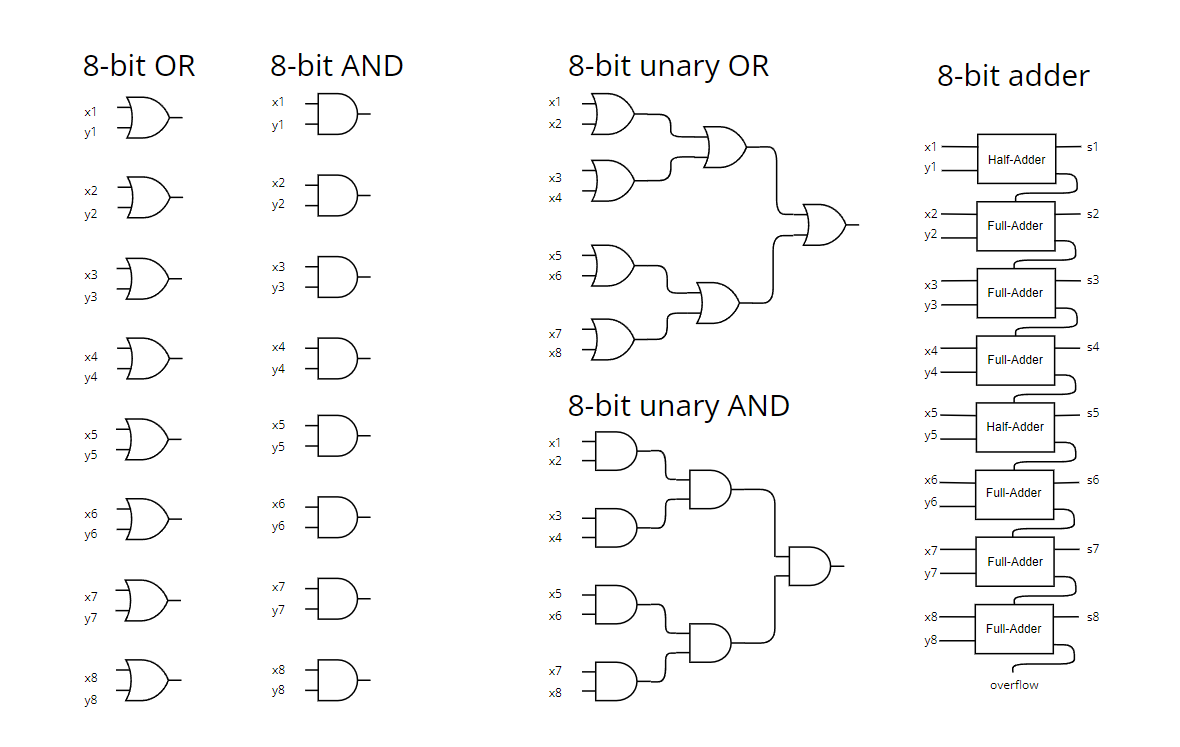 8-bit OR
x1
y1
x2
y2
x3
y3
x4
y4
x5
y5
x6
y6
x7
y7
x8
y8
8-bit AND
x1
y1
x2
y2
x3
y3
x4
y4
x5
y5
x6
y6
x7
y7
x8
y8
8-bit unary OR
x1
x2
x3
x4
x5
x6
x7
x8
8-bit unary AND
x1
x2
x3
x4
x5
x6
x7
x8
8-bit adder
x1 Half-Adder s1
y1
x2 Full-Adder s2
y2
x3 Full-Adder s3
y3
x4 Full-Adder s4
y4
x5 Half-Adder s5
y5
x6 Full-Adder s6
y6
x7 Full-Adder s7
y7
x8 Full-Adder s8
y8
overflow